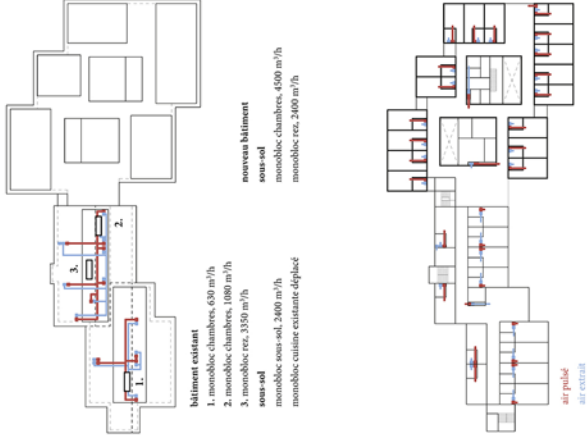 1.
2.
3.
bâtiment existant
1. monobloc chambres, 630 m³/h
2. monobloc chambres, 1080 m³/h
3. monobloc rez, 3350 m³/h
sous-sol
monobloc sous-sol, 2400 m³/h
monobloc cuisine existante déplacé
nouveau bâtiment
sous-sol
monobloc chambres, 4500 m³/h
monobloc rez, 2400 m³/h
air pulsé
air extrait